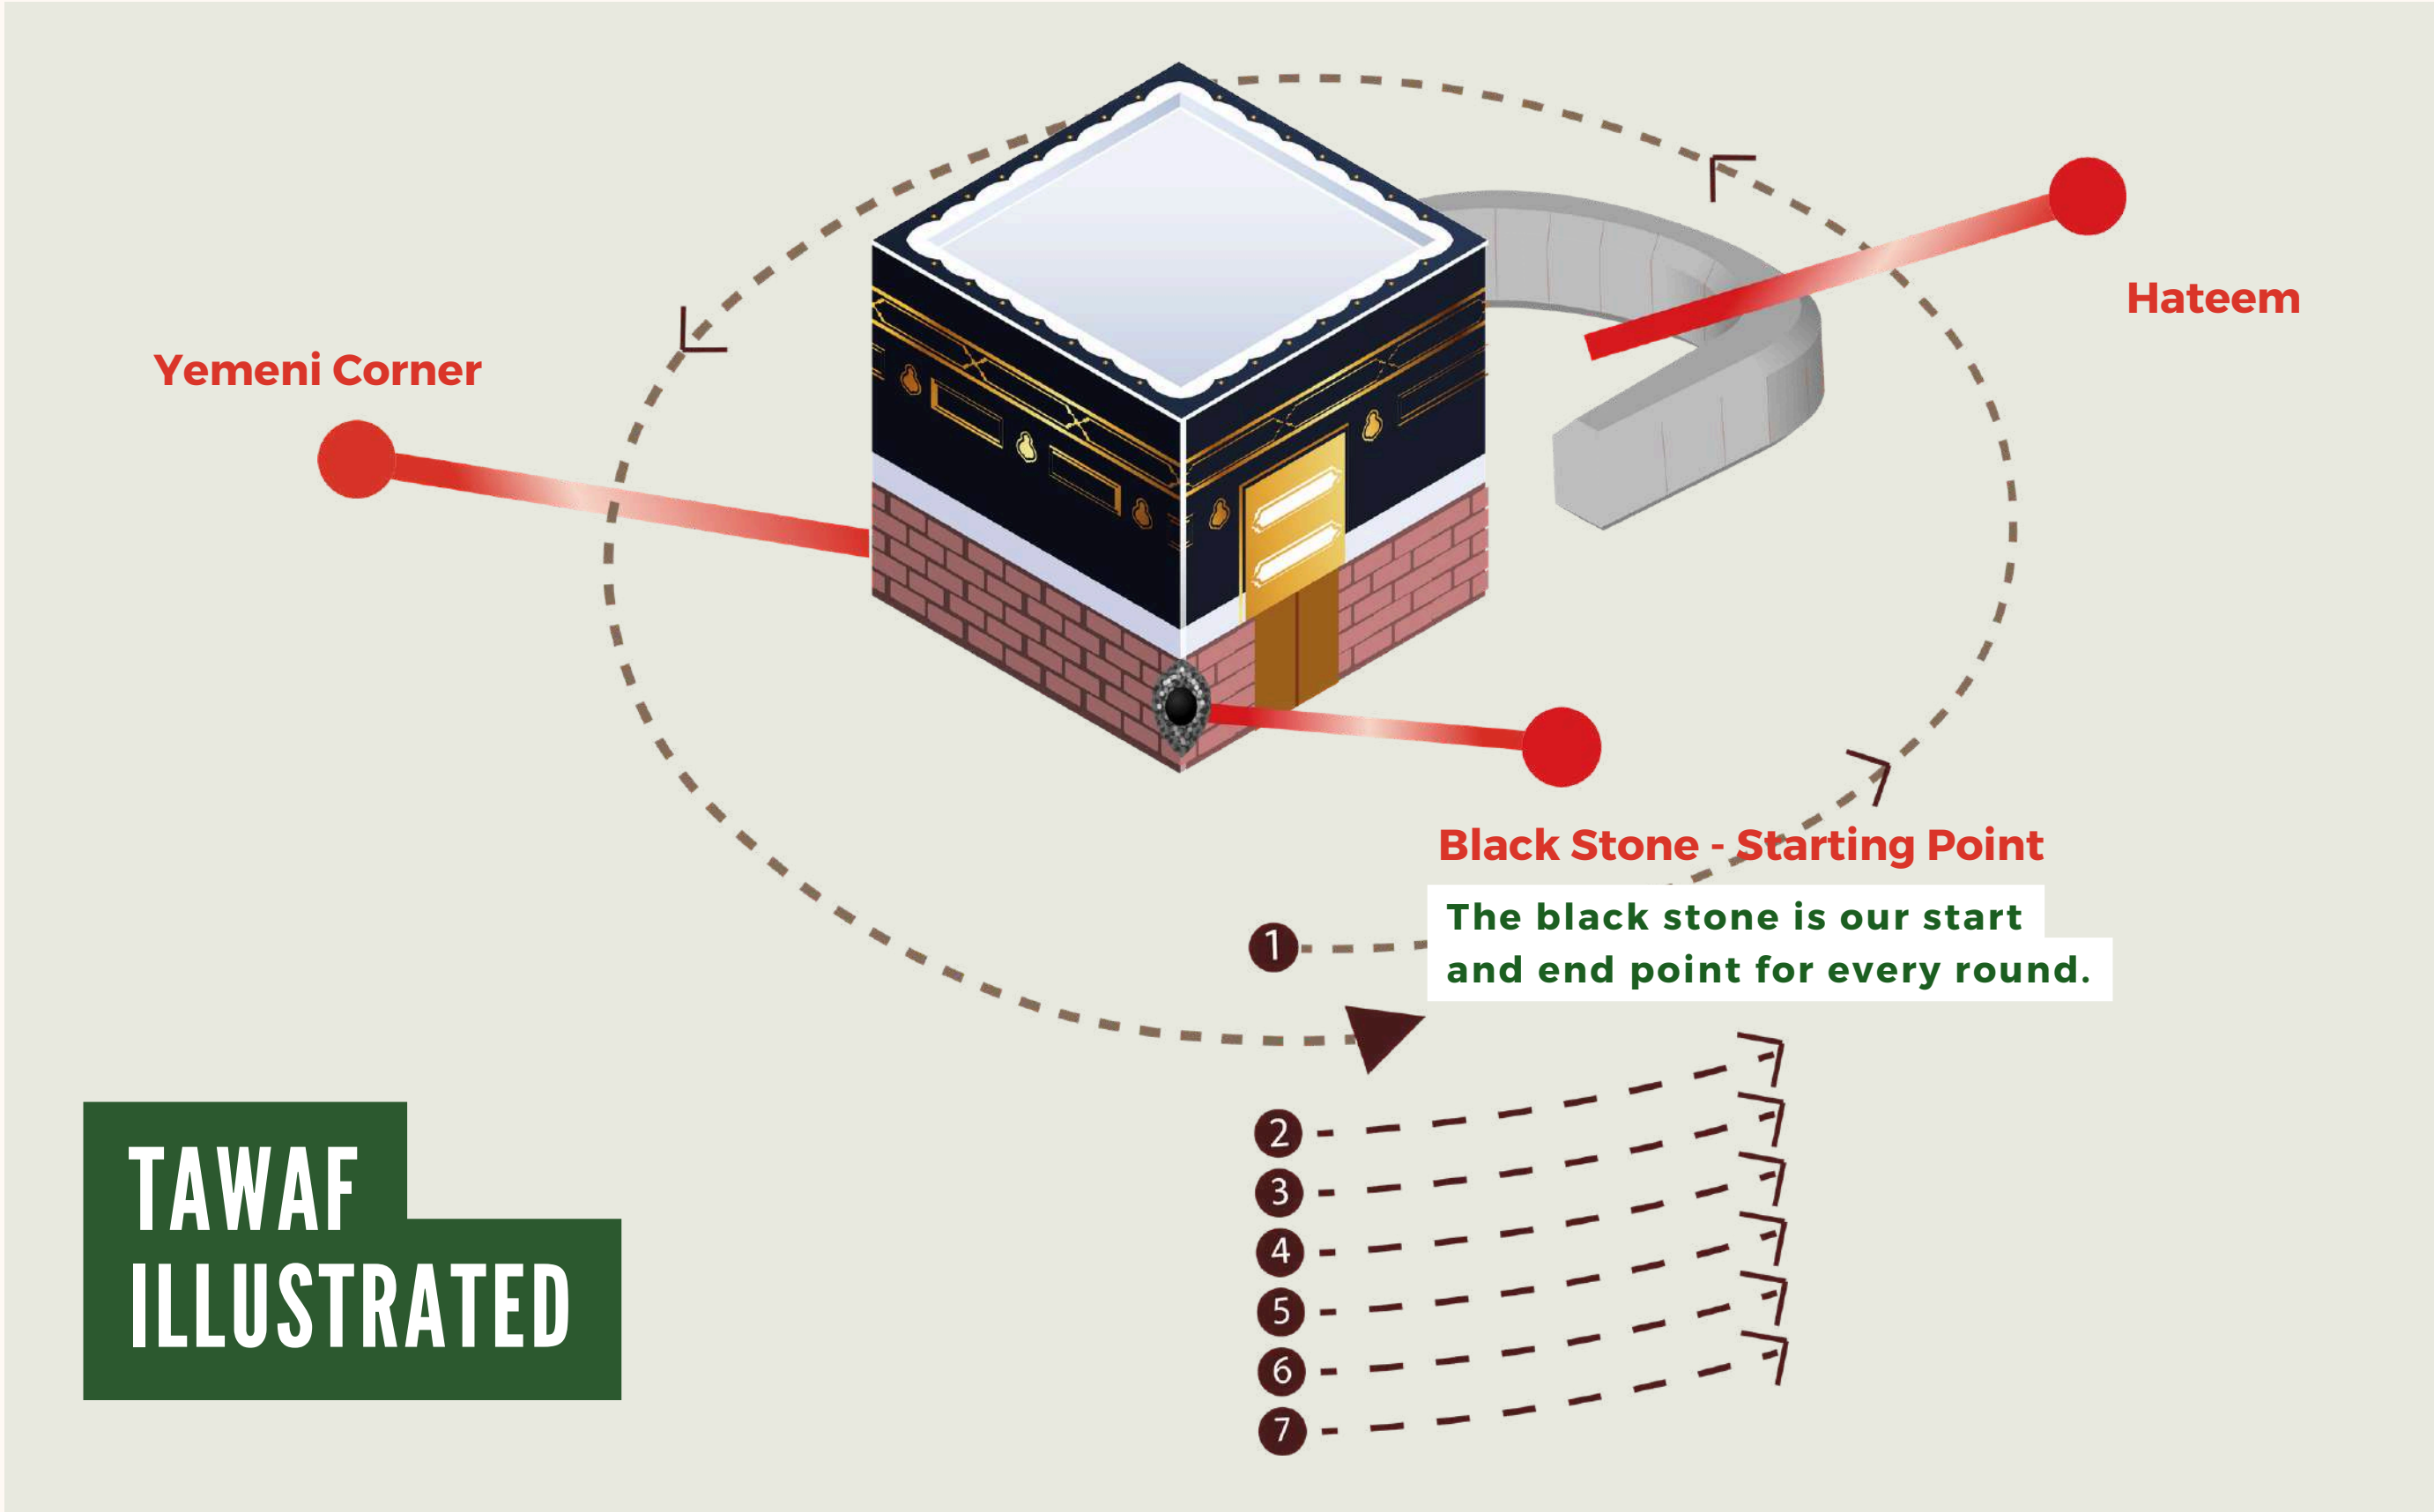 Hateem
Yemeni Corner
Black Stone - Starting Point
The black stone is our start
and end point for every round.
1
2
3
4
5
6
7
TAWAF
ILLUSTRATED